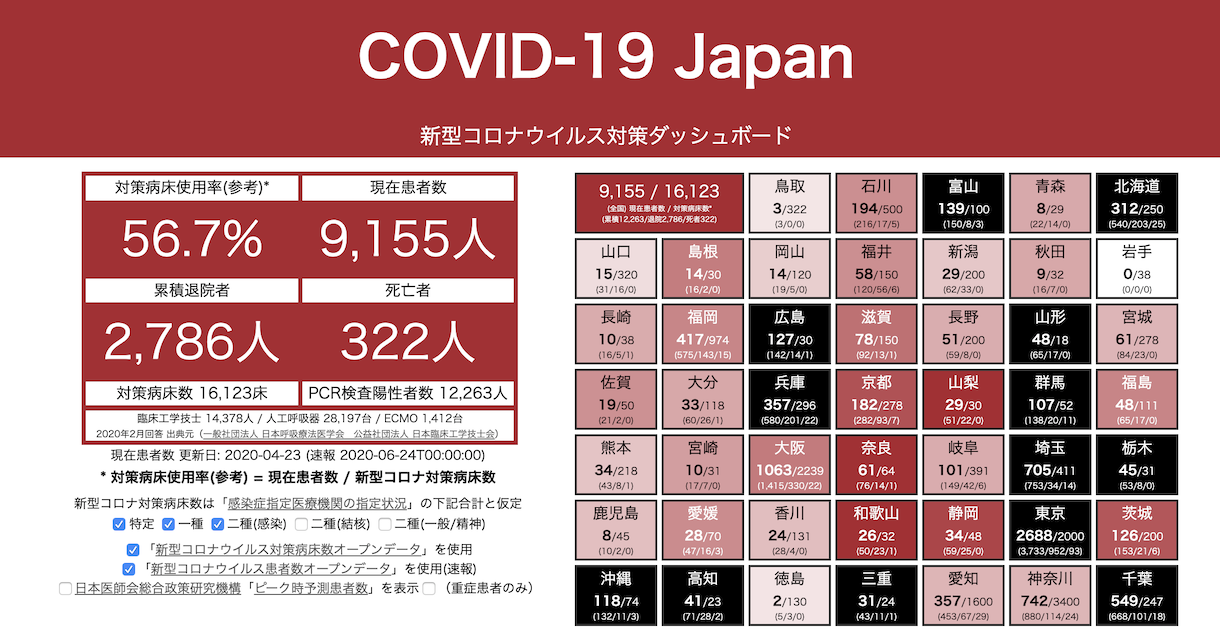 COVID-19 Japan
新型コロナウイルス対策ダッシュボード
対策病床使用率(参考)*
現在患者数
56.7%
9,155人
累積退院者
死亡者
2,786人
322人
対策病床数 16,123床
PCR検査陽性者数 12,263人
臨床工学技士 14,378人 / 人工呼吸器 28,197台 / ECMO 1,412台
2020年2月回答 出典元 (一般社団法人 日本呼吸療法医学会　公益社団法人 日本臨床工学技士会)
現在患者数 更新日: 2020-04-23 (速報 2020-06-24T00:00:00)
* 対策病床使用率(参考) = 現在患者数 / 新型コロナ対策病床数
新型コロナ対策病床数は「感染症指定医療機関の指定状況」の下記合計と仮定
特定 一種 二種(感染) 二種(結核) 二種(一般/精神)
「新型コロナウイルス対策病床数オープンデータ」を使用
「新型コロナウイルス患者数オープンデータ」を使用(速報)
日本医師会総合政策研究機構「ピーク時予測患者数」を表示 (重症患者のみ)
9,155 / 16,123
(全国) 現在患者数 / 対策病床数*
(累積12,263/退院2,786/死者322)
鳥取
3/322
(3/0/0)
石川
194/500
(216/17/5)
富山
139/100
(150/8/3)
青森
8/29
(22/14/0)
北海道
312/250
(540/203/25)
山口
15/320
(31/16/0)
島根
14/30
(16/2/0)
岡山
14/120
(19/5/0)
福井
58/150
(120/56/6)
新潟
29/200
(62/33/0)
秋田
9/32
(16/7/0)
岩手
0/38
(0/0/0)
長崎
10/38
(16/5/1)
福岡
417/974
(575/143/15)
広島
127/30
(142/14/1)
滋賀
78/150
(92/13/1)
長野
51/200
(59/8/0)
山形
48/18
(65/17/0)
宮城
61/278
(84/23/0)
佐賀
19/50
(21/2/0)
大分
33/118
(60/26/1)
兵庫
357/296
(580/201/22)
京都
182/278
(282/93/7)
山梨
29/30
(51/22/0)
群馬
107/52
(138/20/11)
福島
48/111
(65/17/0)
熊本
34/218
(43/8/1)
宮崎
10/31
(17/7/0)
大阪
1063/2239
(1,415/330/22)
奈良
61/64
(76/14/1)
岐阜
101/391
(149/42/6)
埼玉
705/411
(753/34/14)
栃木
45/31
(53/8/0)
鹿児島
8/45
(10/2/0)
愛媛
28/70
(47/16/3)
香川
24/131
(28/4/0)
和歌山
26/32
(50/23/1)
静岡
34/48
(59/25/0)
東京
2688/2000
(3,733/952/93)
茨城
126/200
(153/21/6)
沖縄
118/74
(132/11/3)
高知
41/23
(71/28/2)
徳島
2/130
(5/3/0)
三重
31/24
(43/11/1)
愛知
357/1600
(453/67/29)
神奈川
742/3400
(880/114/24)
千葉
549/247
(668/101/18)